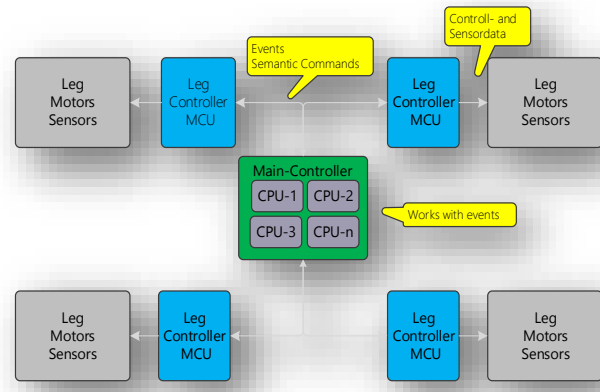 Events
Semantic Commands
Controll- and
Sensordata
Leg
Motors
Sensors
Leg
Controller
MCU
Leg
Controller
MCU
Leg
Motors
Sensors
Main-Controller
CPU-1
CPU-2
CPU-3
CPU-n
Works with events
Leg
Motors
Sensors
Leg
Controller
MCU
Leg
Controller
MCU
Leg
Motors
Sensors